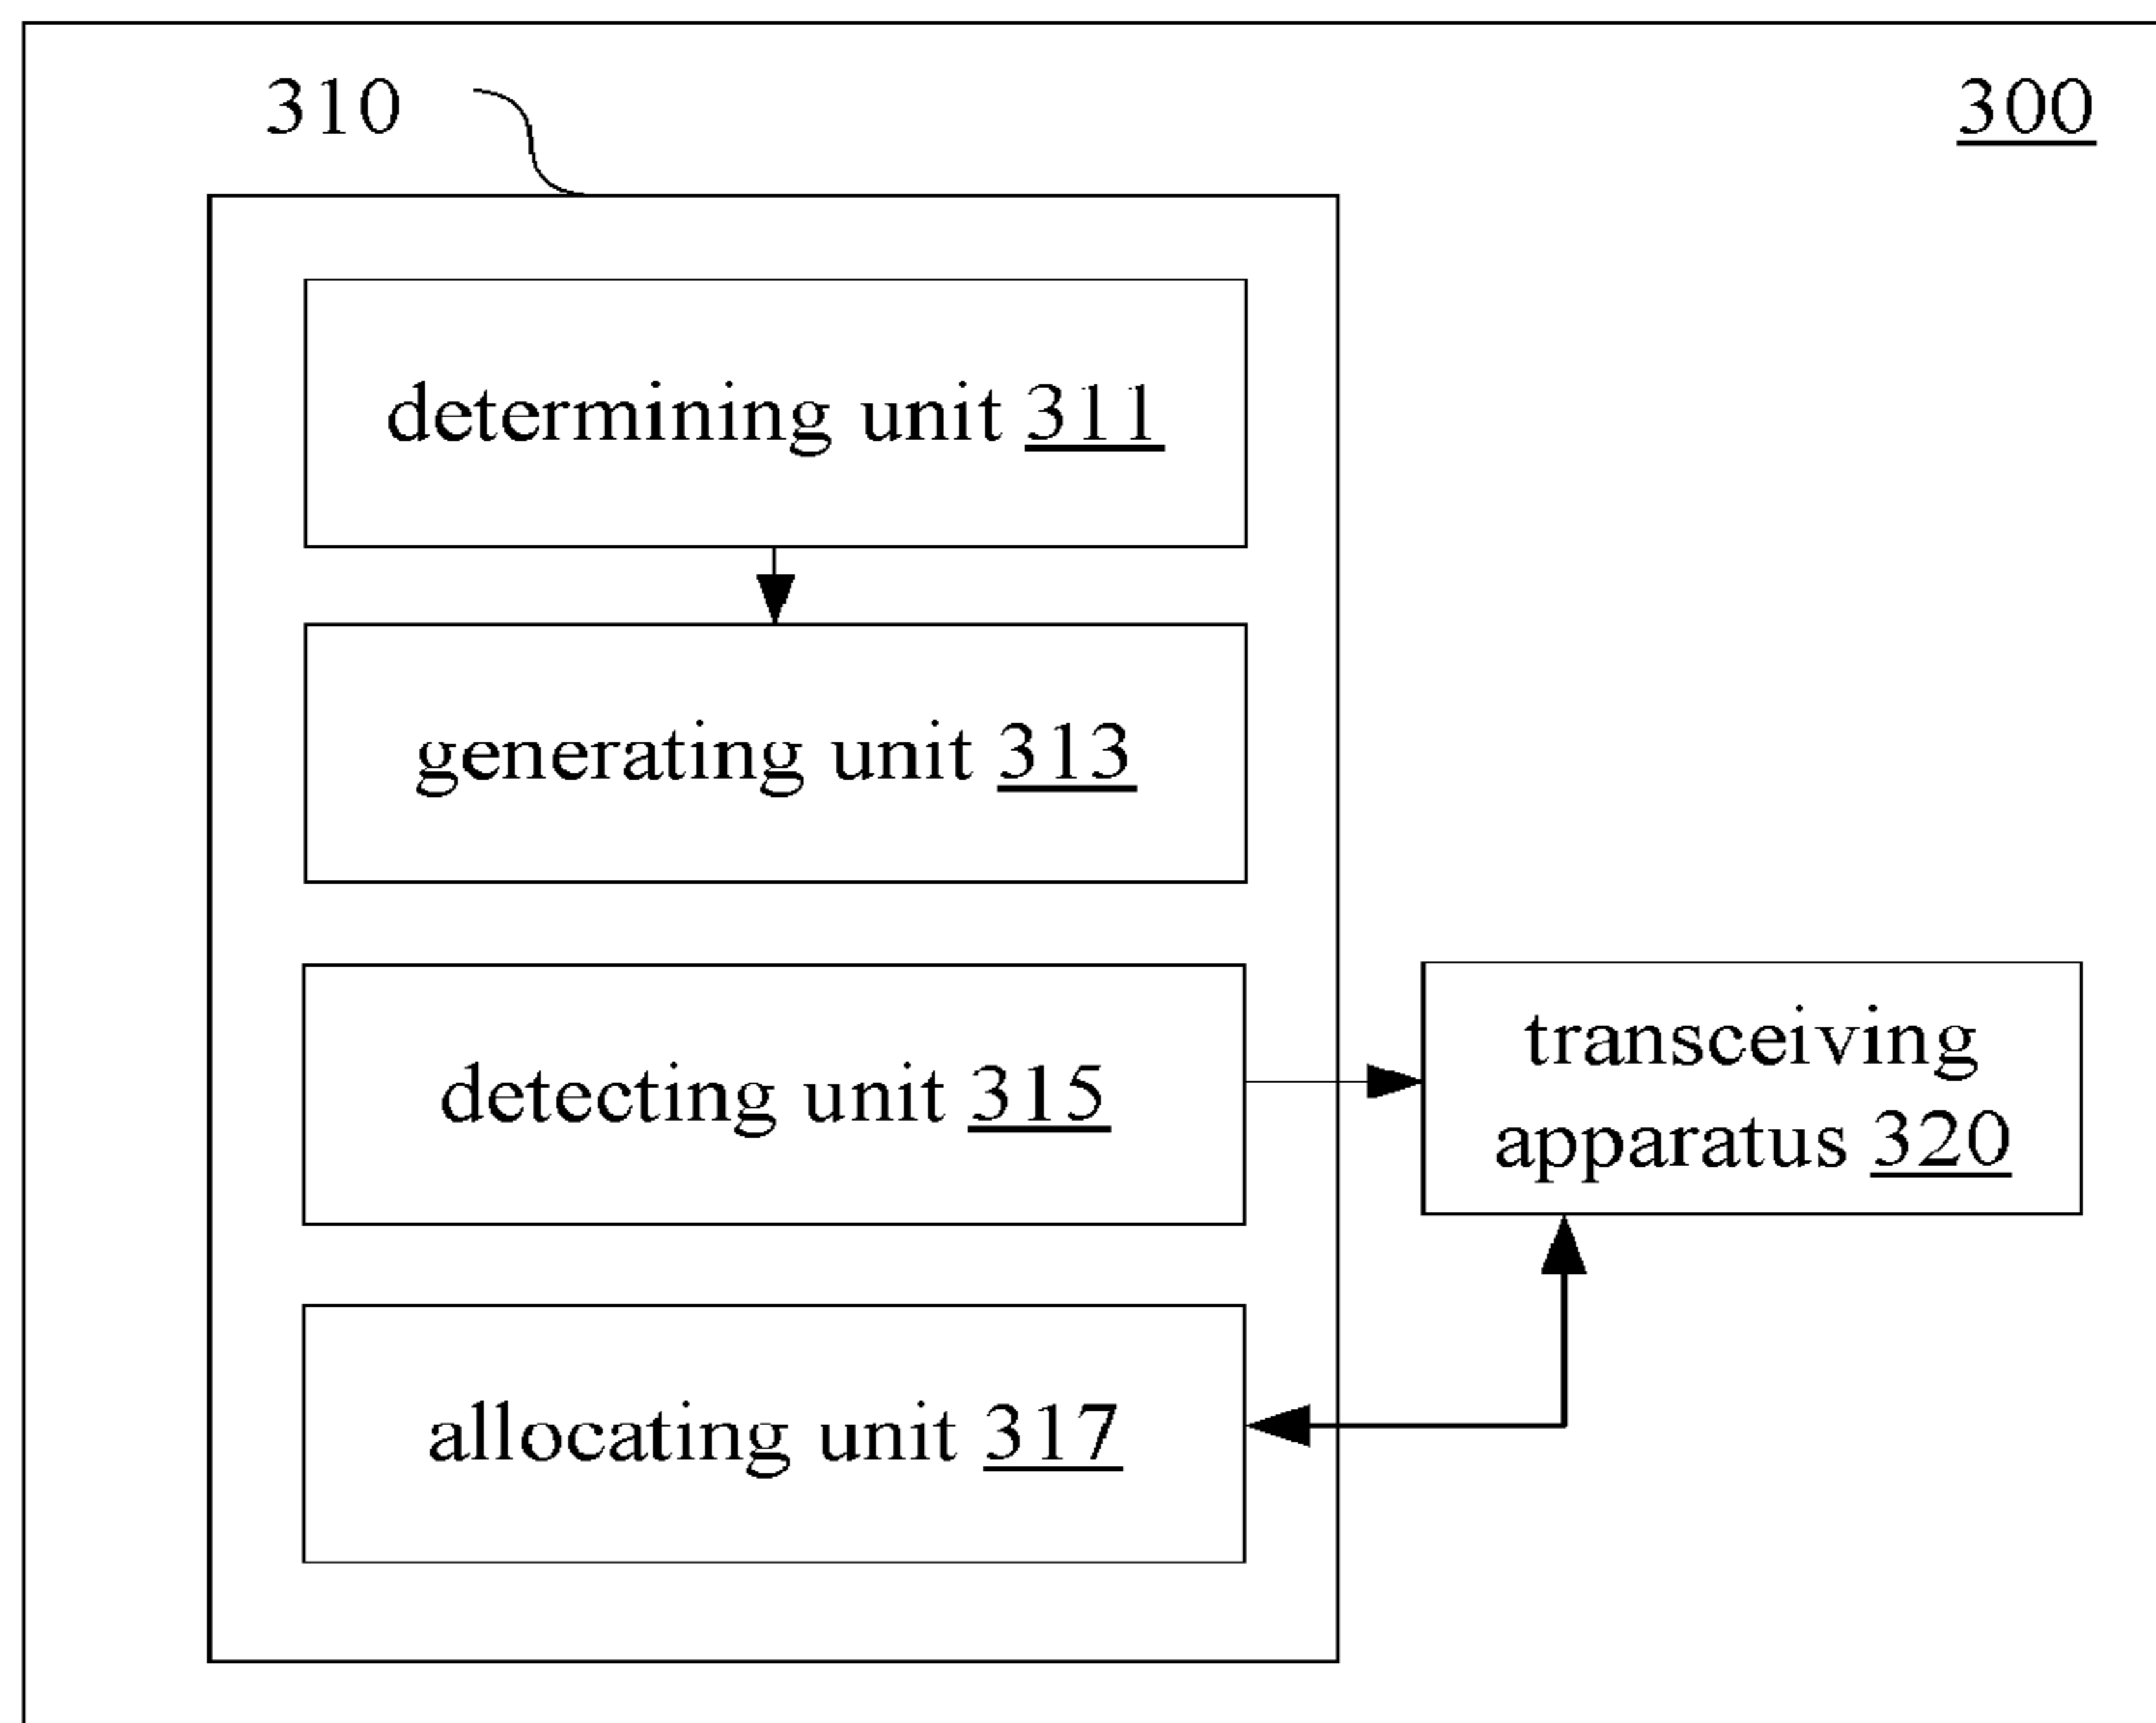 310
300
determining unit 311
generating unit 313
detecting unit 315
transceiving
apparatus 320
allocating unit 317